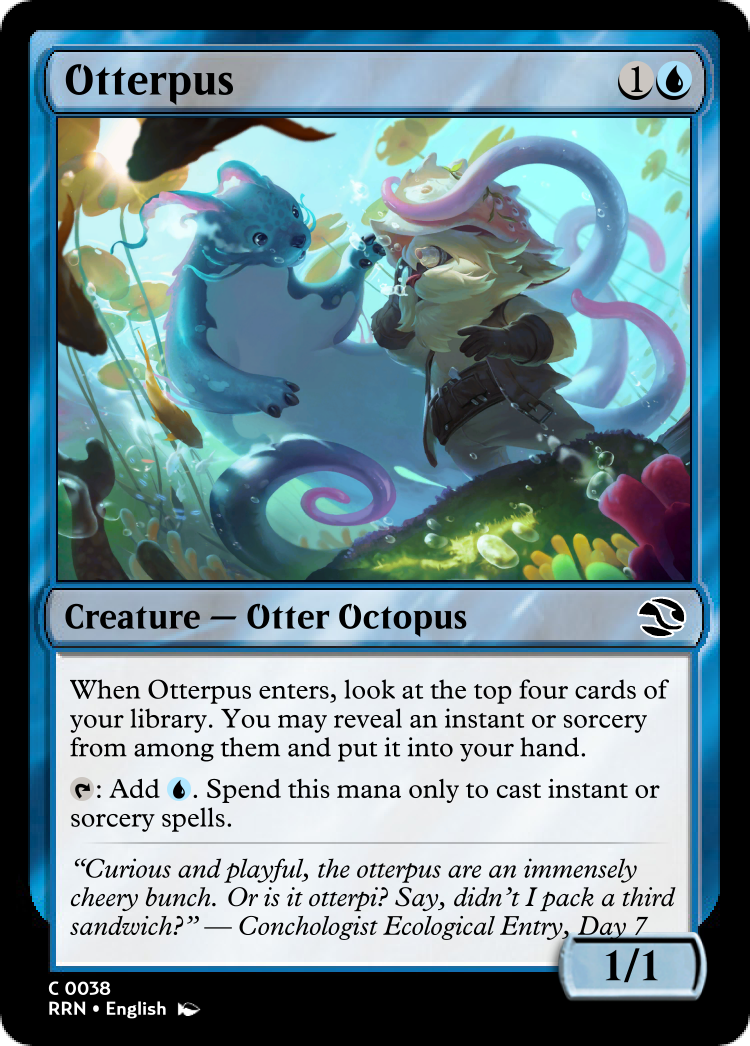 Otterpus 1
Creature — Otter Octopus
When Otterpus enters, look at the top four cards of
your library. You may reveal an instant or sorcery
from among them and put it into your hand.
: Add . Spend this mana only to cast instant or
sorcery spells.
“Curious and playful, the otterpus are an immensely
cheery bunch. Or is it otterpi? Say, didn’t I pack a third
sandwich?” — Conchologist Ecological Entry, Day 7
1/1
C 0038
RRN • English